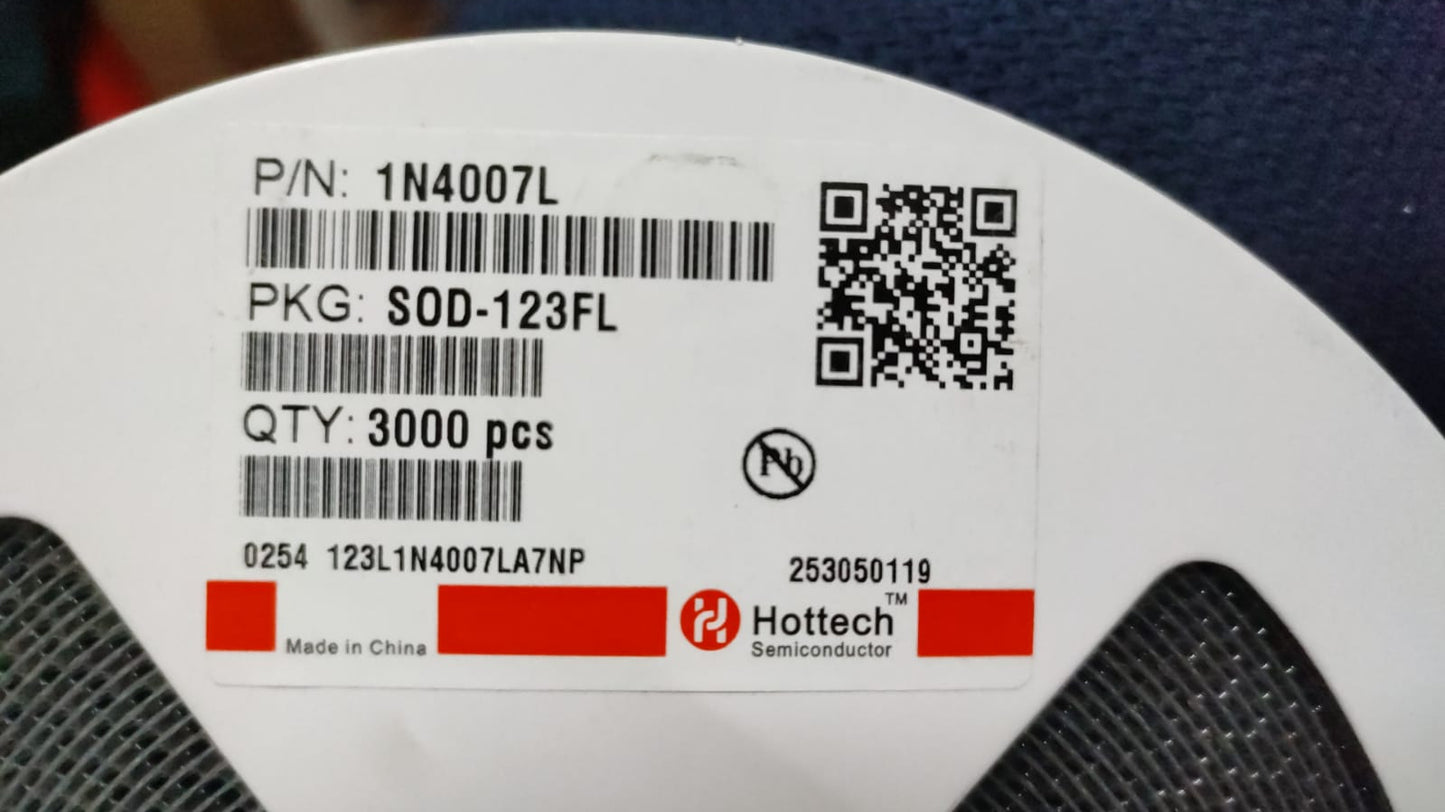 P/N: 1N4007L
PKG: SOD-123FL
QTY: 3000 pcs
Pb
0254 123L1N4007LA7NP
253050119
Made in China
Hottech™
Semiconductor